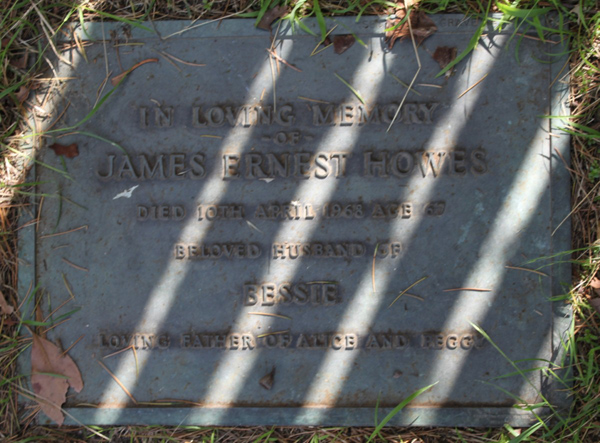 IN LOVING MEMORY
-OF-
JAMES ERNEST HOWES
DIED 10TH APRIL 1968 AGE 67
BELOVED HUSBAND OF
BESSIE
LOVING FATHER OF ALICE AND PEGGY